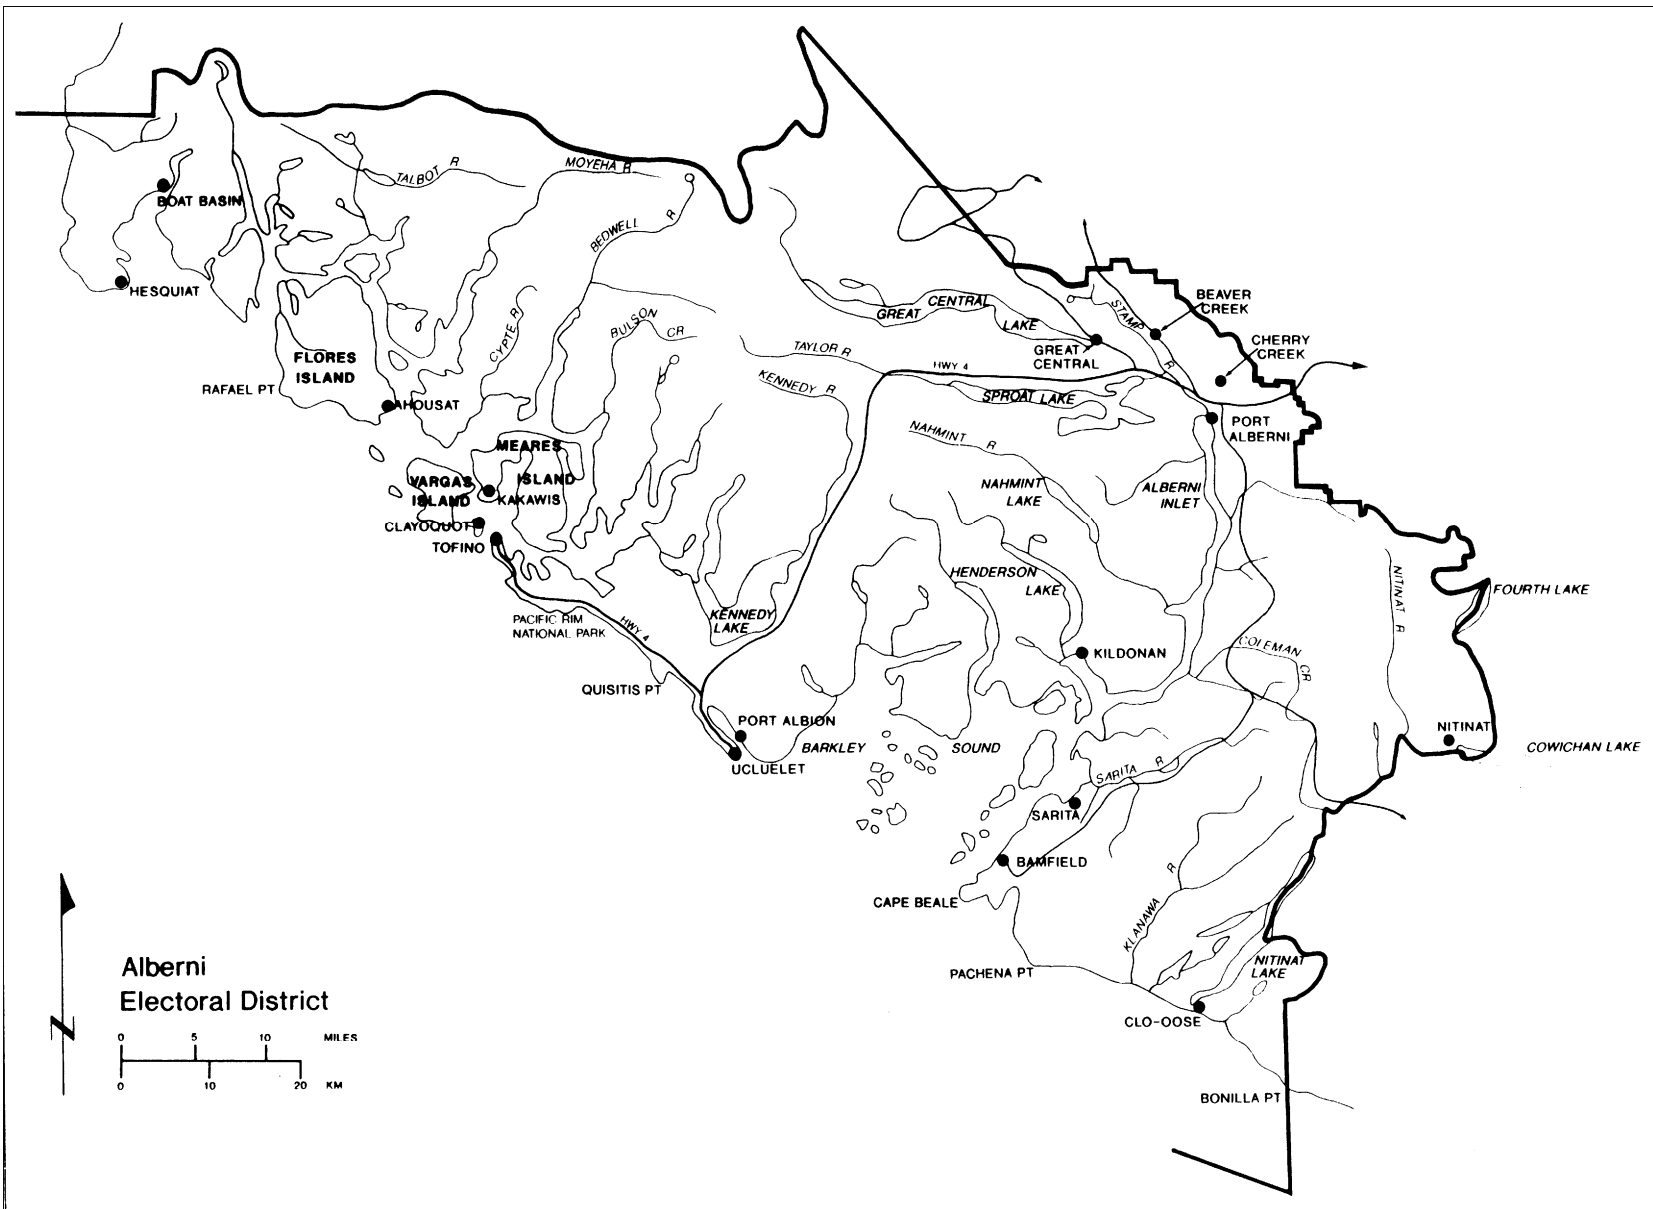 TALBOT R
MOYEHA R
BOAT BASIN
BEDWELL R
HESQUIAT
BEAVER
CREEK
CENTRAL
GREAT
LAKE
STAMP R
CYPTE R
BULSON CR
CHERRY
CREEK
GREAT
CENTRAL
TAYLOR R
FLORES
ISLAND
HWY 4
RAFAEL PT
KENNEDY R
SPROAT LAKE
AHOUSAT
PORT
ALBERNI
NAHMINT R
MEARES
ISLAND
VARGAS
ISLAND
KAKAWIS
NAHMINT
LAKE
ALBERNI
INLET
CLAYOQUOT
TOFINO
HENDERSON
LAKE
NITINAT R
FOURTH LAKE
PACIFIC RIM
NATIONAL PARK
HWY 4
KENNEDY
LAKE
KILDONAN
COLEMAN CR
QUISITIS PT
PORT ALBION
BARKLEY SOUND
NITINAT
COWICHAN LAKE
UCLUELET
SARITA R
SARITA
BAMFIELD
CAPE BEALE
KLANAWA R
PACHENA PT
NITINAT
LAKE
CLO-OOSE
BONILLA PT
N
Alberni
Electoral District
0 5 10 MILES
0 10 20 KM